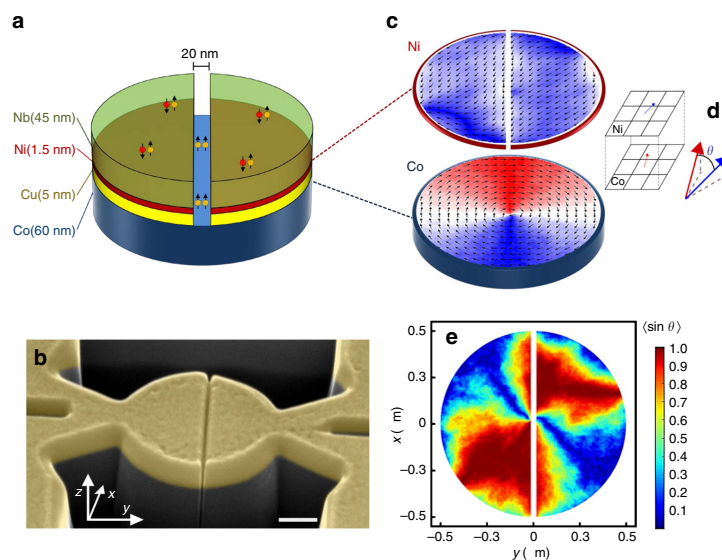 a
20 nm
Nb(45 nm)
Ni(1.5 nm)
Cu(5 nm)
Co(60 nm)
c
Ni
Co
d
Ni
Co
θ
b
z
x
y
e
⟨sin θ⟩
x ( m)
0.5
0.3
0
−0.3
−0.5
−0.5 −0.3 0 0.3 0.5
y ( m)
1.0
0.9
0.8
0.7
0.6
0.5
0.4
0.3
0.2
0.1